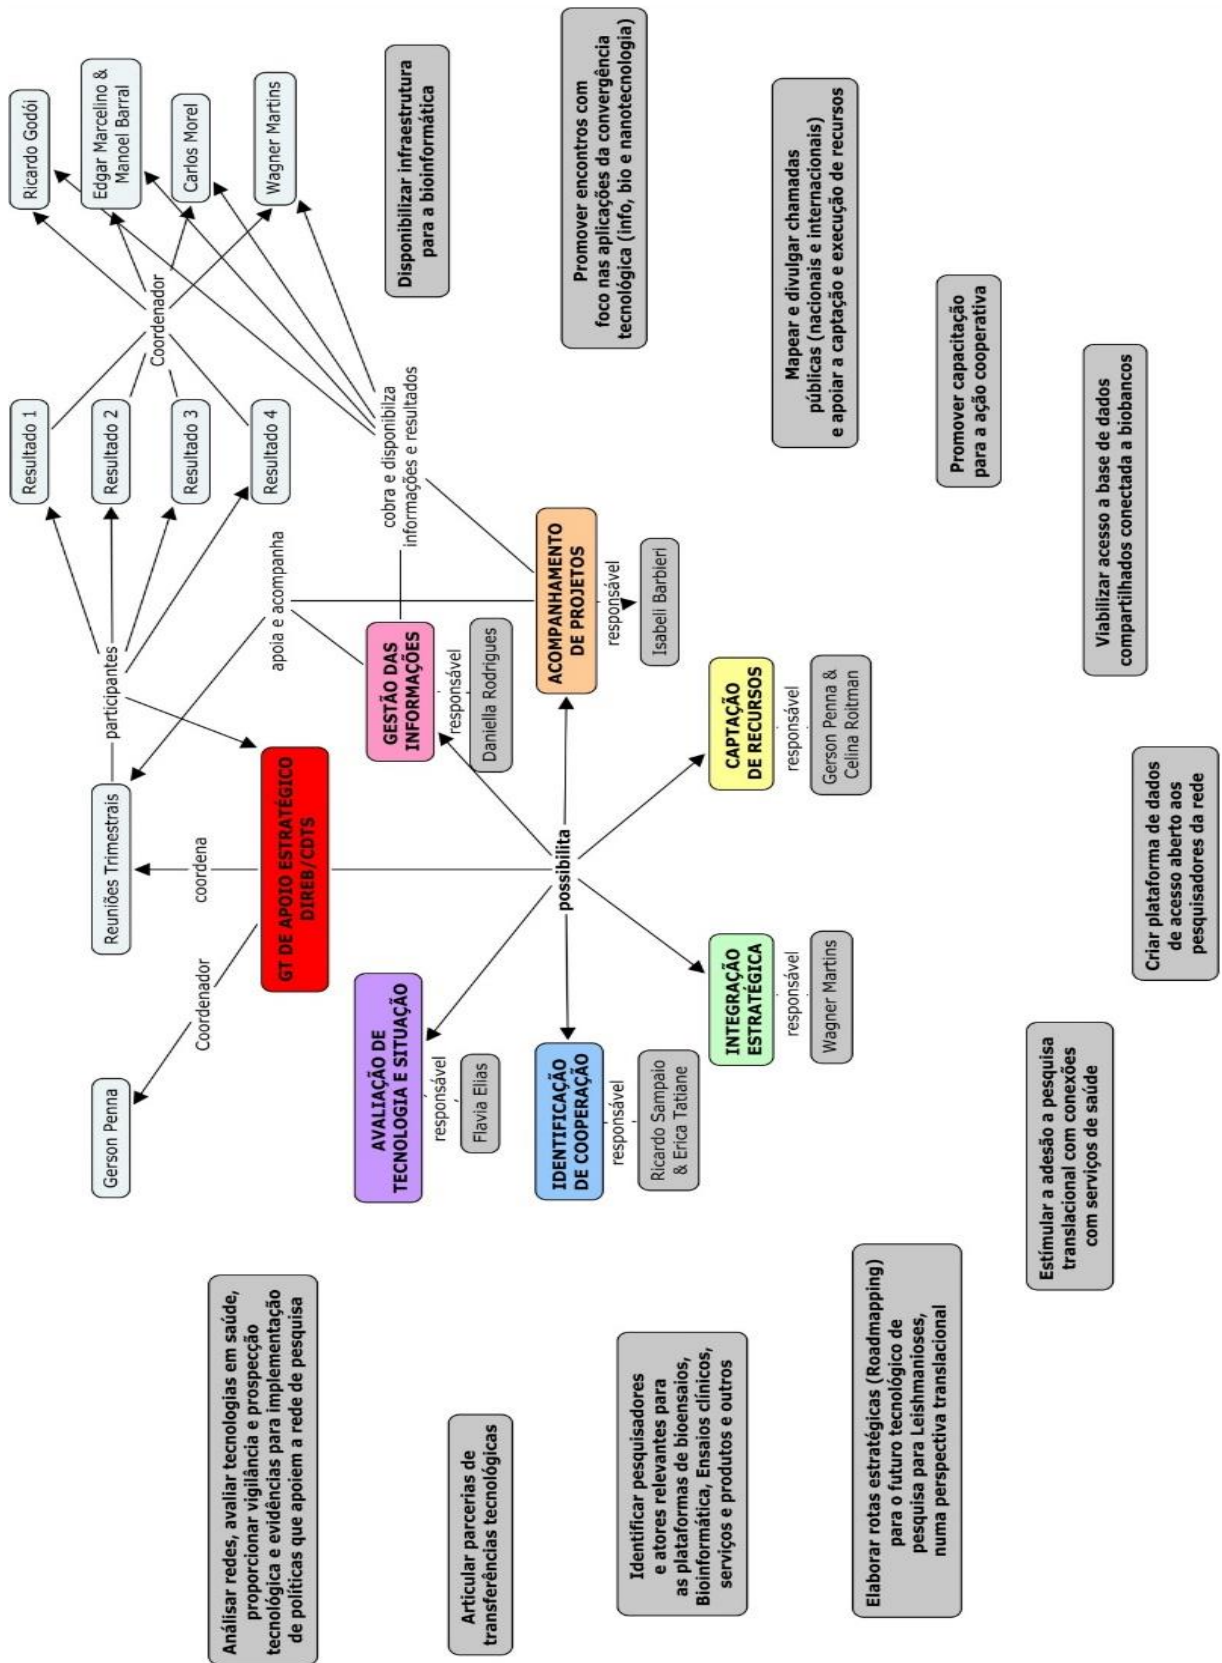 Gerson Penna
Reuniões Trimestrais
participantes
Resultado 1
Resultado 2
Resultado 3
Resultado 4
Coordenador
Ricardo Godói
Edgar Marcelino &
Manoel Barral
Carlos Morel
Wagner Martins
Coordenador
coordena
apoia e acompanha
GT DE APOIO ESTRATÉGICO
DIREB/CDTS
cobra e disponibilza
informações e resultados
AVALIAÇÃO DE
TECNOLOGIA E SITUAÇÃO
responsável
Flavia Elias
GESTÃO DAS
INFORMAÇÕES
responsável
Daniella Rodrigues
possibilita
IDENTIFICAÇÃO
DE COOPERAÇÃO
responsável
Ricardo Sampaio
& Erica Tatiane
ACOMPANHAMENTO
DE PROJETOS
responsável
Isabeli Barbieri
INTEGRAÇÃO
ESTRATÉGICA
responsável
Wagner Martins
CAPTAÇÃO
DE RECURSOS
responsável
Gerson Penna &
Celina Roitman
Análisar redes, avaliar tecnologias em saúde,
proporcionar vigilância e prospecção
tecnológica e evidências para implementação
de políticas que apoiem a rede de pesquisa
Articular parcerias de
transferências tecnológicas
Identificar pesquisadores
e atores relevantes para
as plataformas de bioensaios,
Bioinformática, Ensaios clínicos,
serviços e produtos e outros
Elaborar rotas estratégicas (Roadmapping)
para o futuro tecnológico de
pesquisa para Leishmanioses,
numa perspectiva translacional
Estímular a adesão a pesquisa
translacional com conexões
com serviços de saúde
Criar plataforma de dados
de acesso aberto aos
pesquisadores da rede
Viabilizar acesso a base de dados
compartilhados conectada a biobancos
Promover capacitação
para a ação cooperativa
Mapear e divulgar chamadas
públicas (nacionais e internacionais)
e apoiar a captação e execução de recursos
Promover encontros com
foco nas aplicações da convergência
tecnológica (info, bio e nanotecnologia)
Disponibilizar infraestrutura
para a bioinformática